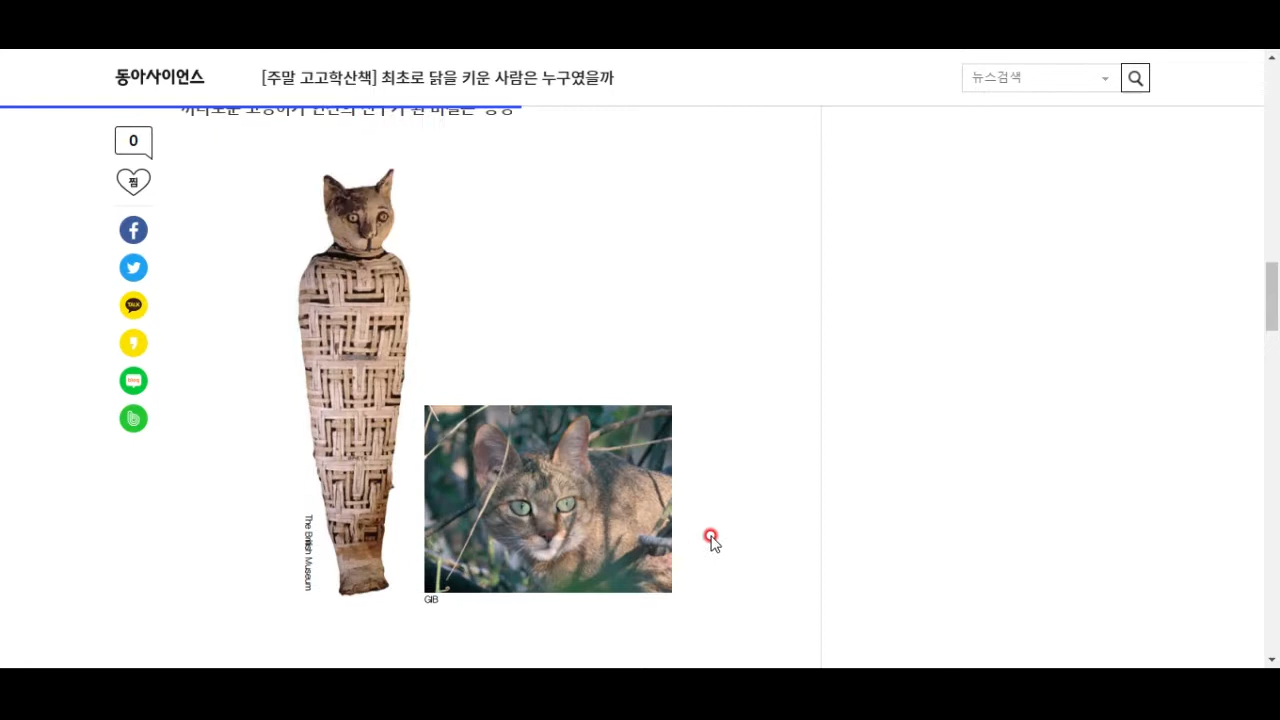 동아사이언스
[주말 고고학산책] 최초로 닭을 키운 사람은 누구였을까
뉴스검색
0
찜
TALK
blog
The British Museum
GIB